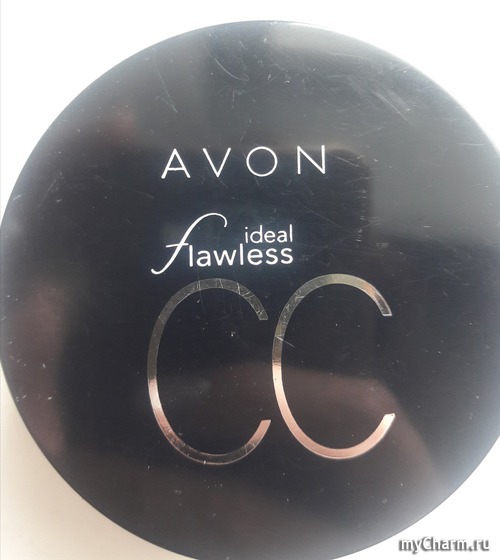 AVON
ideal
flawless
CC
myCharm.ru